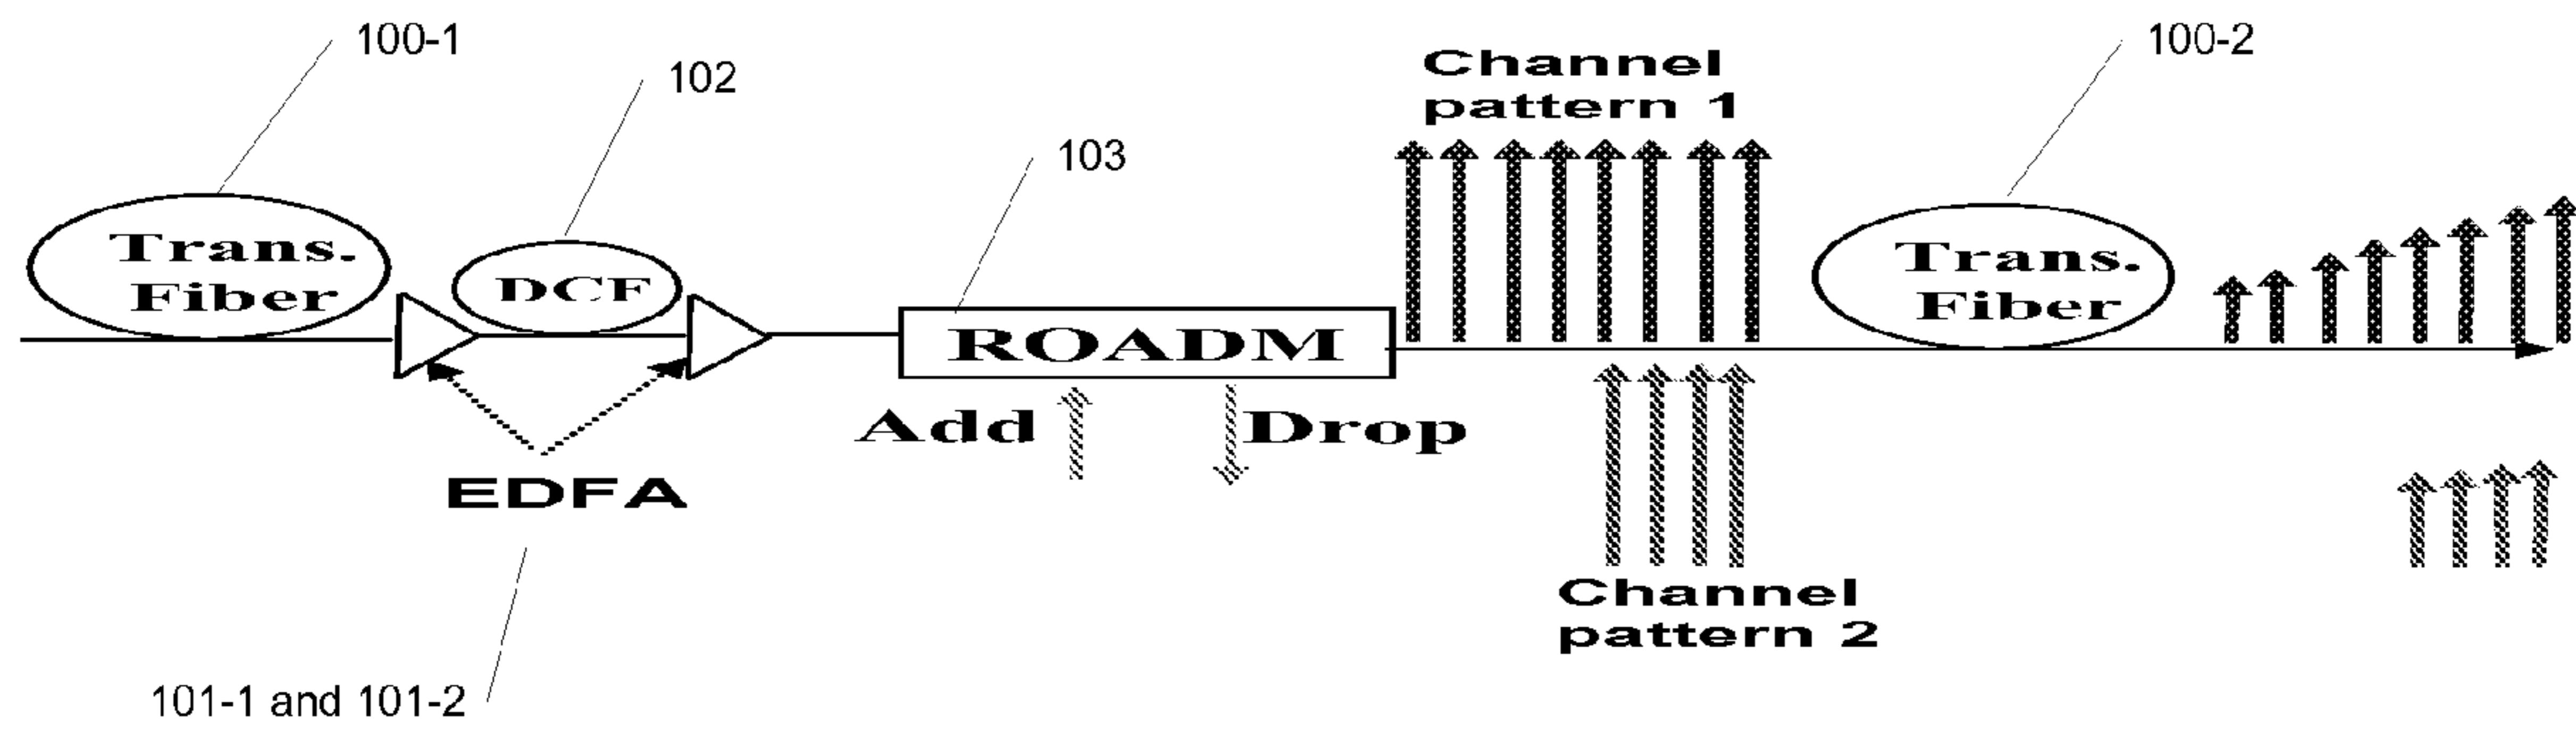 100-1
102
103
Channel
pattern 1
100-2
Trans.
Fiber
DCF
Trans.
Fiber
ROADM
Add
Drop
EDFA
Channel
pattern 2
101-1 and 101-2